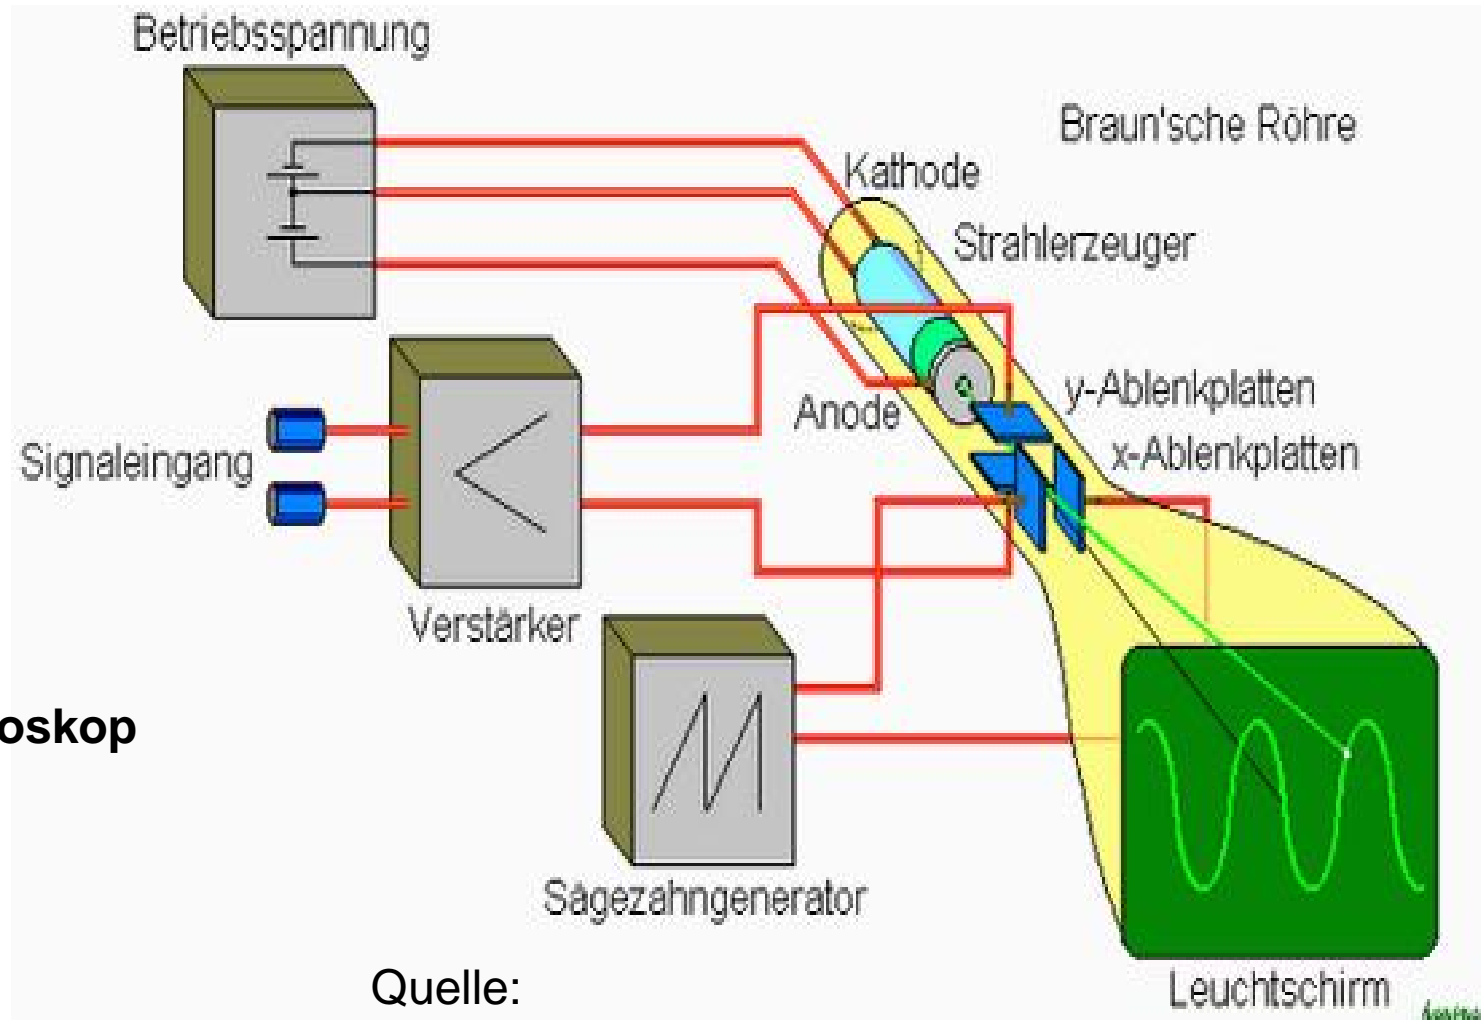 Betriebsspannung
Braun'sche Röhre
Kathode
Strahlerzeuger
y-Ablenkplatten
Anode
x-Ablenkplatten
Signaleingang
Verstärker
oskop
Sägezahngenerator
Quelle:
Leuchtschirm